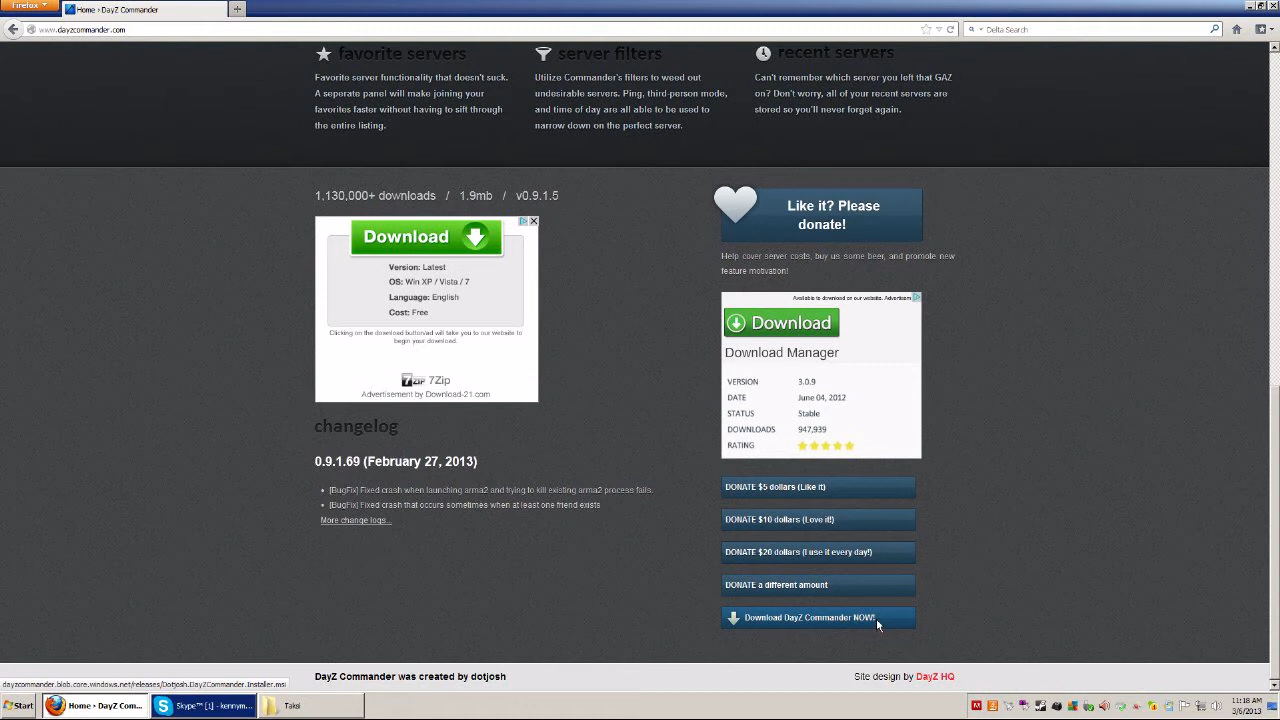 Firefox
Home › DayZ Commander
www.dayzcommander.com
Delta Search
favorite servers
Favorite server functionality that doesn't suck.
A seperate panel will make joining your
favorites faster without having to sift through
the entire listing.
server filters
Utilize Commander's filters to weed out
undesirable servers. Ping, third-person mode,
and time of day are all able to be used to
narrow down on the perfect server.
recent servers
Can't remember which server you left that GAZ
on? Don't worry, all of your recent servers are
stored so you'll never forget again.
1,130,000+ downloads / 1.9mb / v0.9.1.5
Download
Version: Latest
OS: Win XP / Vista / 7
Language: English
Cost: Free
Clicking on the download button/ad will take you to our website to
begin your download.
7ZIP 7Zip
Advertisement by Download-21.com
changelog
0.9.1.69 (February 27, 2013)
• [BugFix] Fixed crash when launching arma2 and trying to kill existing arma2 process fails.
• [BugFix] Fixed crash that occurs sometimes when at least one friend exists
More change logs...
Like it? Please
donate!
Help cover server costs, buy us some beer, and promote new
feature motivation!
Available to download on our website. Advertisem
Download
Download Manager
VERSION 3.0.9
DATE June 04, 2012
STATUS Stable
DOWNLOADS 947,939
RATING
DONATE $5 dollars (Like it)
DONATE $10 dollars (Love it!)
DONATE $20 dollars (I use it every day!)
DONATE a different amount
Download DayZ Commander NOW!
DayZ Commander was created by dotjosh
Site design by DayZ HQ
dayzcommander.blob.core.windows.net/releases/Dotjosh.DayZCommander.Installer.msi
Start
Home › DayZ Com...
Skype™ [1] - kennym...
Taksi
11:18 AM
3/6/2013